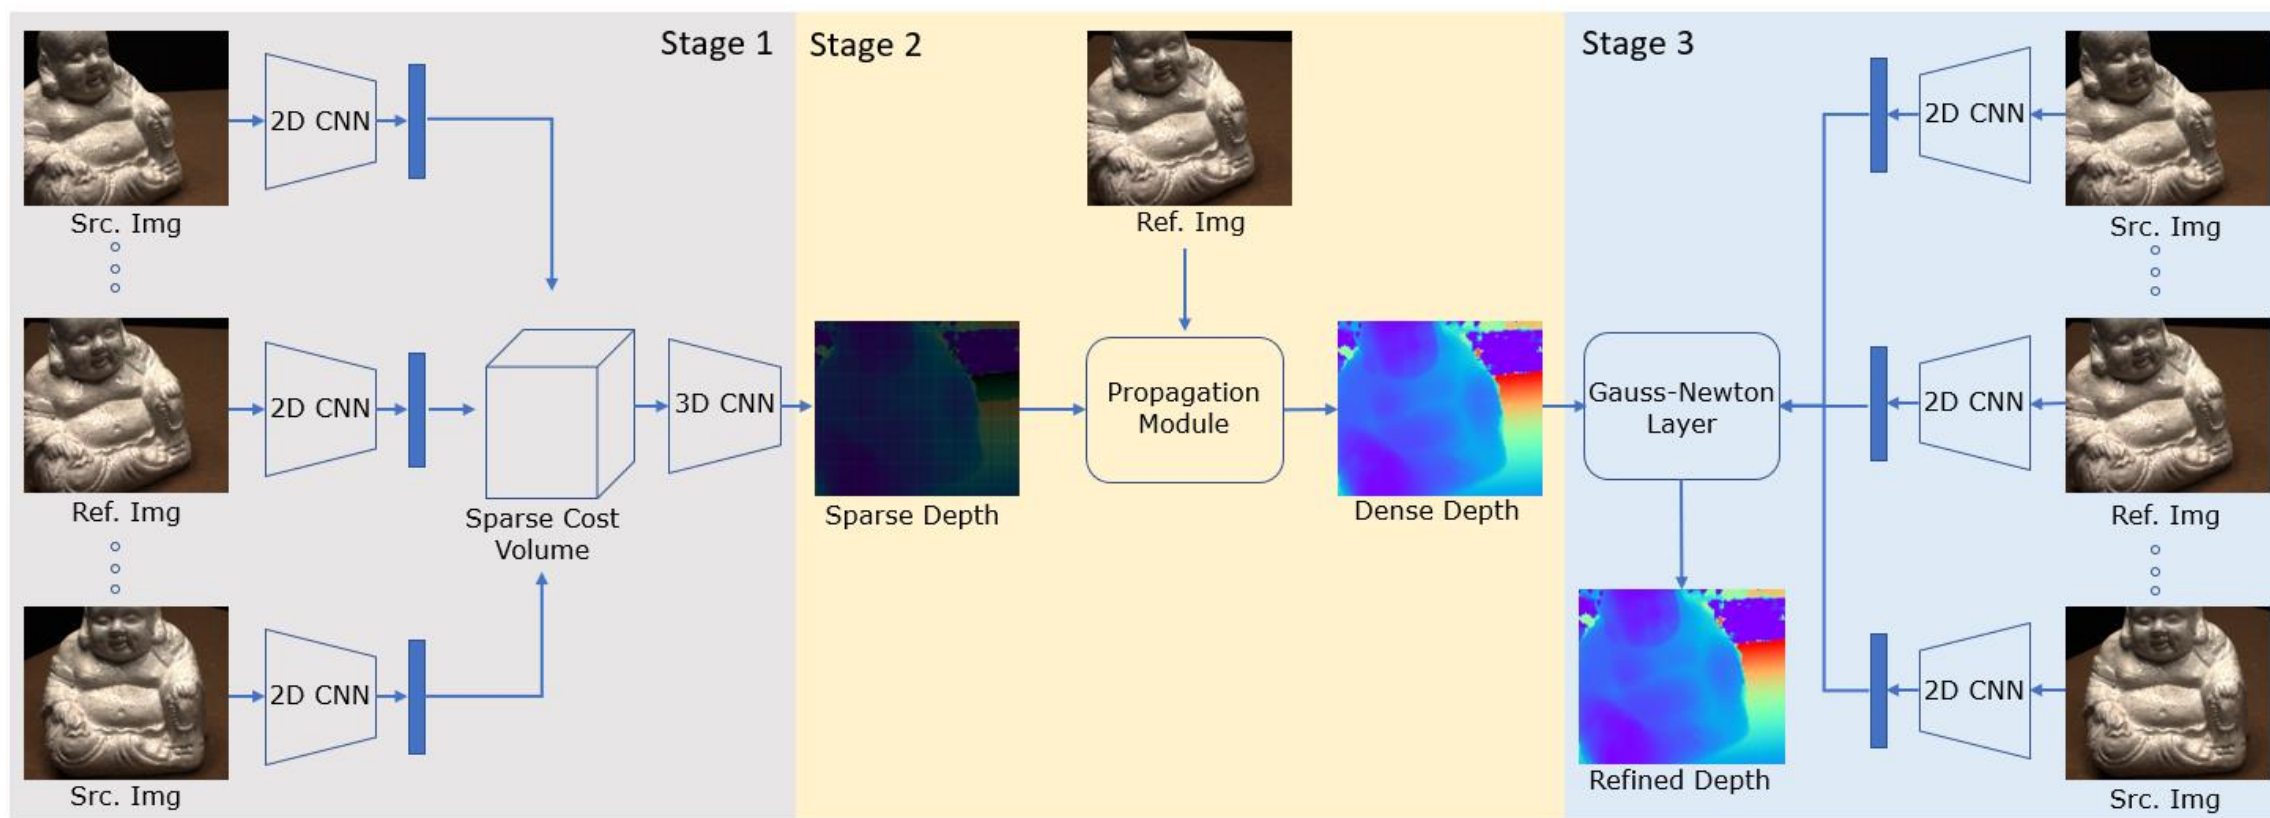 Stage 1
Src. Img
2D CNN
Ref. Img
2D CNN
Src. Img
2D CNN
Sparse Cost
Volume
3D CNN
Stage 2
Ref. Img
Sparse Depth
Propagation
Module
Dense Depth
Stage 3
Gauss-Newton
Layer
Refined Depth
2D CNN
Src. Img
2D CNN
Ref. Img
2D CNN
Src. Img